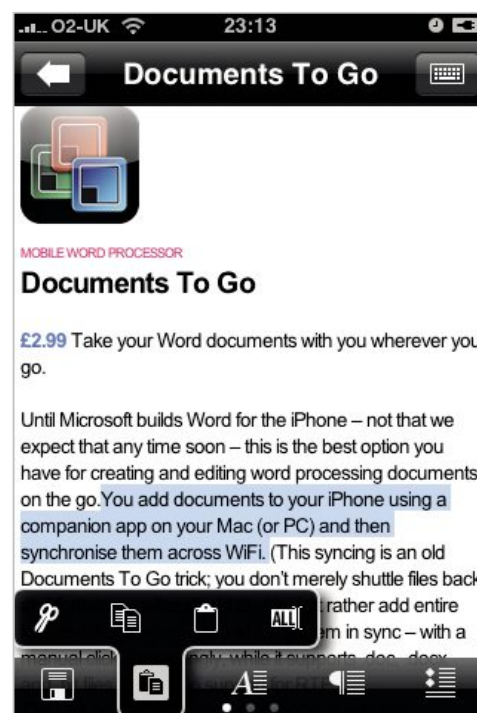 O2-UK 23:13
Documents To Go
MOBILE WORD PROCESSOR
Documents To Go
£2.99 Take your Word documents with you wherever you
go.
Until Microsoft builds Word for the iPhone – not that we
expect that any time soon – this is the best option you
have for creating and editing word processing documents
on the go.You add documents to your iPhone using a
companion app on your Mac (or PC) and then
synchronise them across WiFi. (This syncing is an old
Documents To Go trick; you don't merely shuttle files back
rather add entire
in sync – with a
ALL
A